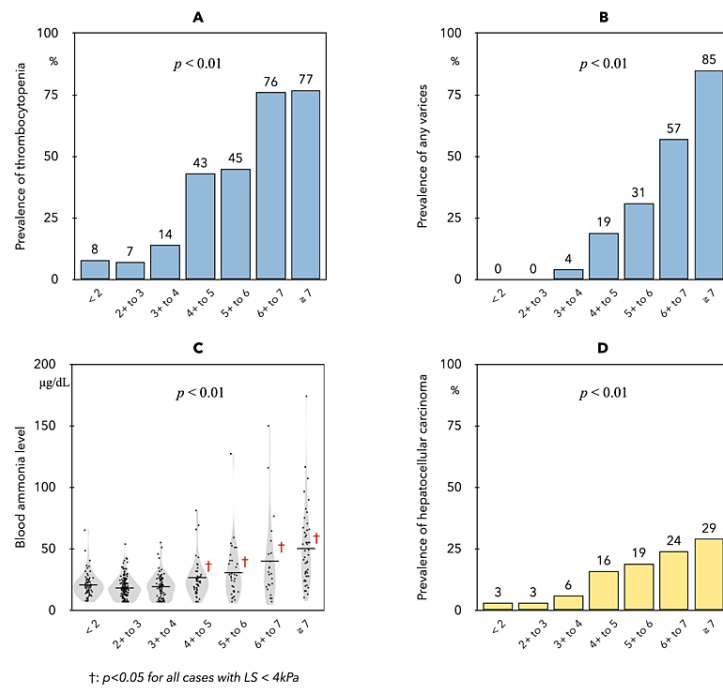 A
100
%
p < 0.01
75
50
25
0
Prevalence of thrombocytopenia
8
7
14
43
45
76
77
< 2
2+ to 3
3+ to 4
4+ to 5
5+ to 6
6+ to 7
≧ 7
B
100
%
p < 0.01
75
50
25
0
Prevalence of any varices
0
0
4
19
31
57
85
< 2
2+ to 3
3+ to 4
4+ to 5
5+ to 6
6+ to 7
≧ 7
C
200
µg/dL
p < 0.01
150
100
50
0
Blood ammonia level
†
†
†
†
< 2
2+ to 3
3+ to 4
4+ to 5
5+ to 6
6+ to 7
≧ 7
†: p<0.05 for all cases with LS < 4kPa
D
100
%
p < 0.01
75
50
25
0
Prevalence of hepatocellular carcinoma
3
3
6
16
19
24
29
< 2
2+ to 3
3+ to 4
4+ to 5
5+ to 6
6+ to 7
≧ 7